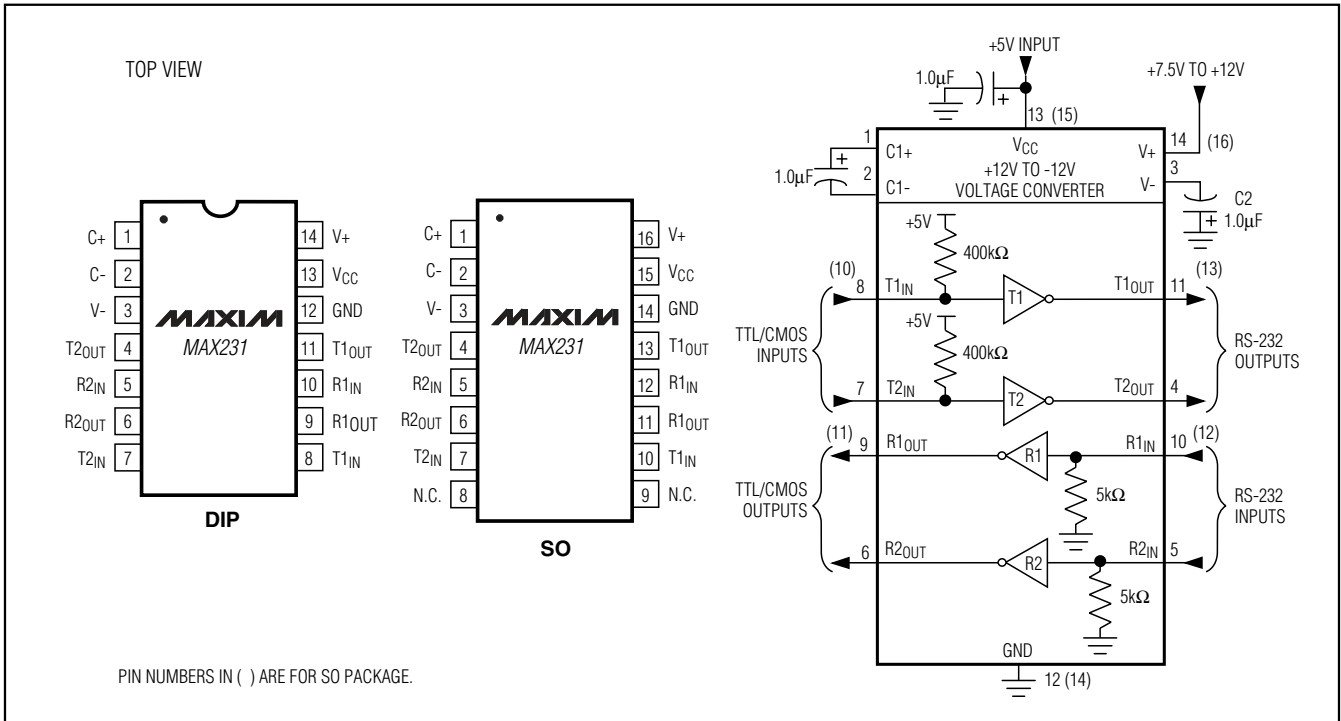 TOP VIEW
C+ 1
C- 2
V- 3
T2OUT 4
R2IN 5
R2OUT 6
T2IN 7
14 V+
13 VCC
12 GND
11 T1OUT
10 R1IN
9 R1OUT
8 T1IN
MAXIM
MAX231
DIP
C+ 1
C- 2
V- 3
T2OUT 4
R2IN 5
R2OUT 6
T2IN 7
N.C. 8
16 V+
15 VCC
14 GND
13 T1OUT
12 R1IN
11 R1OUT
10 T1IN
9 N.C.
MAXIM
MAX231
SO
PIN NUMBERS IN ( ) ARE FOR SO PACKAGE.
+5V INPUT
1.0µF
+
+7.5V TO +12V
13 (15)
1
C1+
VCC
V+
14
(16)
+
1.0µF
2
C1-
+12V TO -12V
VOLTAGE CONVERTER
V-
3
C2
+ 1.0µF
+5V
400kΩ
(10)
8
T1IN
T1
T1OUT
11
(13)
+5V
400kΩ
TTL/CMOS
INPUTS
RS-232
OUTPUTS
7
T2IN
T2
T2OUT
4
(11)
9
R1OUT
R1
R1IN
10
(12)
TTL/CMOS
OUTPUTS
5kΩ
RS-232
INPUTS
6
R2OUT
R2
R2IN
5
5kΩ
GND
12 (14)